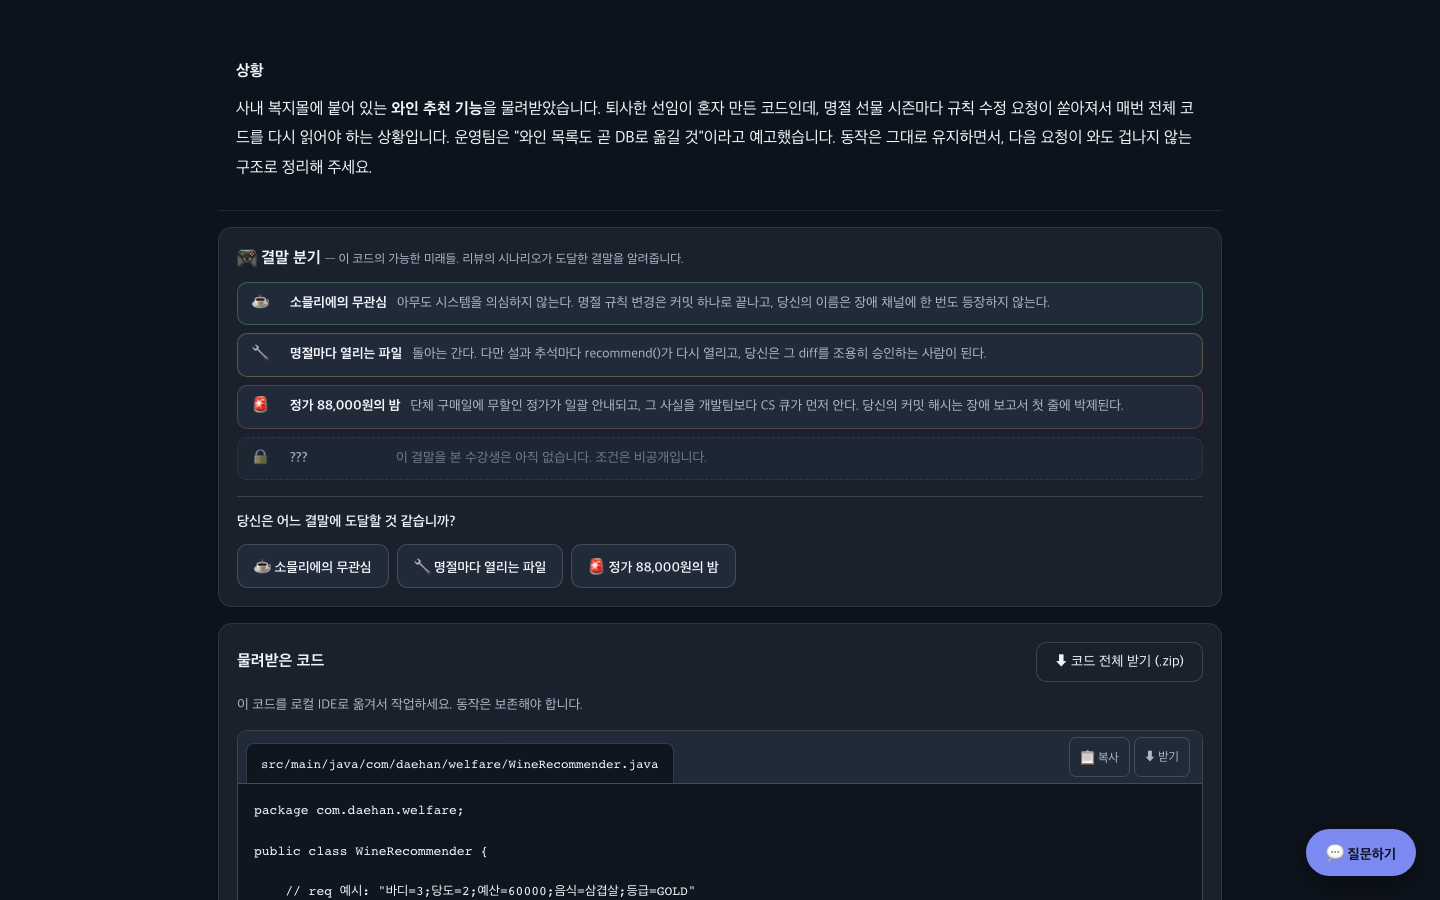 상황
사내 복지몰에 붙어 있는 와인 추천 기능을 물려받았습니다. 퇴사한 선임이 혼자 만든 코드인데, 명절 선물 시즌마다 규칙 수정 요청이 쏟아져서 매번 전체 코
드를 다시 읽어야 하는 상황입니다. 운영팀은 "와인 목록도 곧 DB로 옮길 것"이라고 예고했습니다. 동작은 그대로 유지하면서, 다음 요청이 와도 겁나지 않는
구조로 정리해 주세요.
결말 분기 — 이 코드의 가능한 미래들. 리뷰의 시나리오가 도달한 결말을 알려줍니다.
소믈리에의 무관심 아무도 시스템을 의심하지 않는다. 명절 규칙 변경은 커밋 하나로 끝나고, 당신의 이름은 장애 채널에 한 번도 등장하지 않는다.
명절마다 열리는 파일 돌아는 간다. 다만 설과 추석마다 recommend()가 다시 열리고, 당신은 그 diff를 조용히 승인하는 사람이 된다.
정가 88,000원의 밤 단체 구매일에 무할인 정가가 일괄 안내되고, 그 사실을 개발팀보다 CS 큐가 먼저 안다. 당신의 커밋 해시는 장애 보고서 첫 줄에 박제된다.
??? 이 결말을 본 수강생은 아직 없습니다. 조건은 비공개입니다.
당신은 어느 결말에 도달할 것 같습니까?
소믈리에의 무관심 명절마다 열리는 파일 정가 88,000원의 밤
물려받은 코드 코드 전체 받기 (.zip)
이 코드를 로컬 IDE로 옮겨서 작업하세요. 동작은 보존해야 합니다.
src/main/java/com/daehan/welfare/WineRecommender.java 복사 받기
package com.daehan.welfare;
public class WineRecommender {
// req 예시: "바디=3;당도=2;예산=60000;음식=삼겹살;등급=GOLD"
질문하기